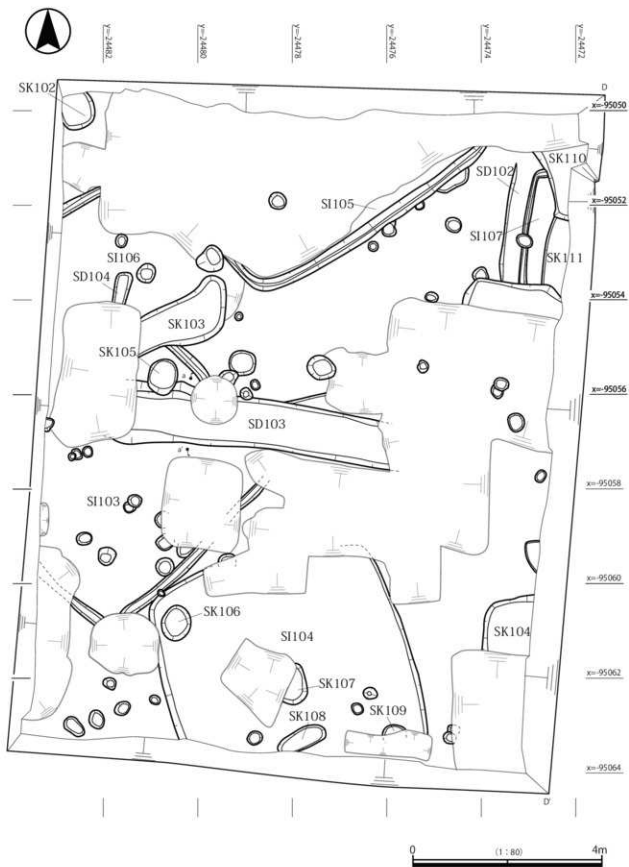 y=-24482
y=-24480
y=-24478
y=-24476
y=-24474
y=-24472
SK102
D
x=-95050
SK110
SD102
SI105
x=-95052
SI107
SI106
SK111
SD104
x=-95054
SK103
SK105
a
x=-95056
SD103
a'
x=-95058
SI103
x=-95060
SK106
SK104
SI104
x=-95062
SK107
SK108
SK109
x=-95064
D'
0 (1:80) 4m